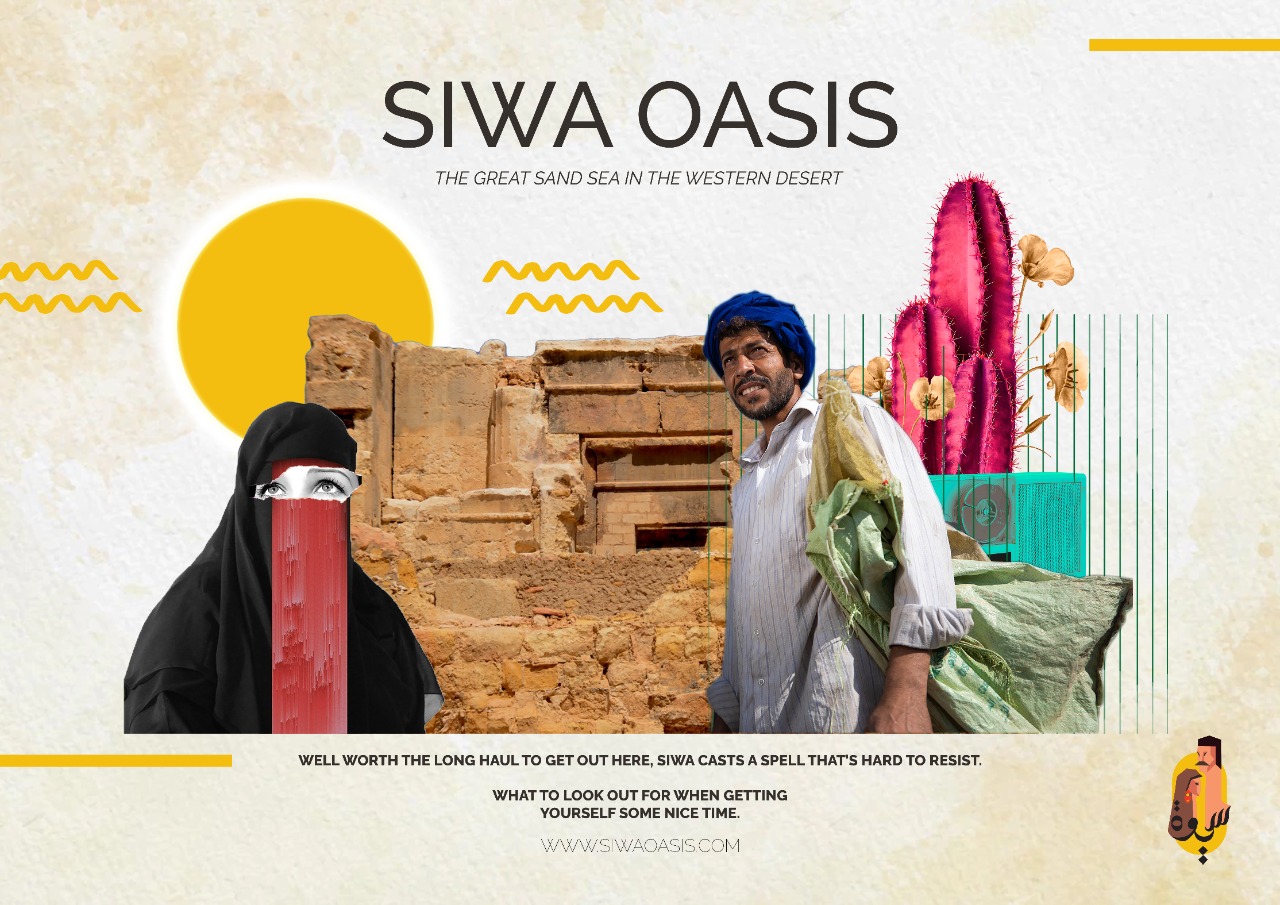 SIWA OASIS
THE GREAT SAND SEA IN THE WESTERN DESERT
WELL WORTH THE LONG HAUL TO GET OUT HERE, SIWA CASTS A SPELL THAT'S HARD TO RESIST.
WHAT TO LOOK OUT FOR WHEN GETTING
YOURSELF SOME NICE TIME.
WWW.SIWAOASIS.COM
سيوة